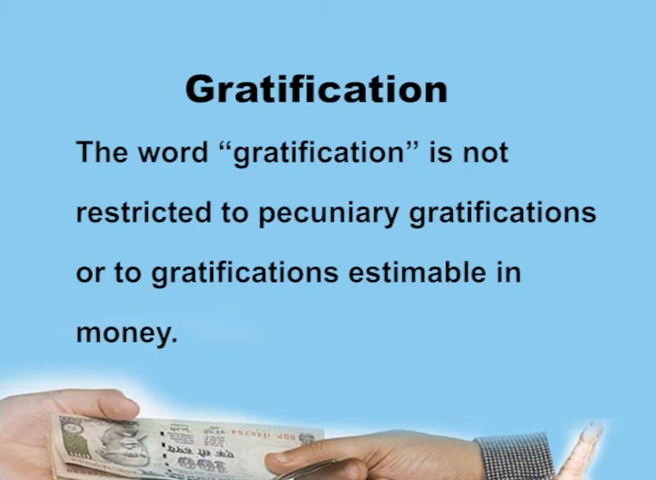 Gratification
The word “gratification” is not
restricted to pecuniary gratifications
or to gratifications estimable in
money.